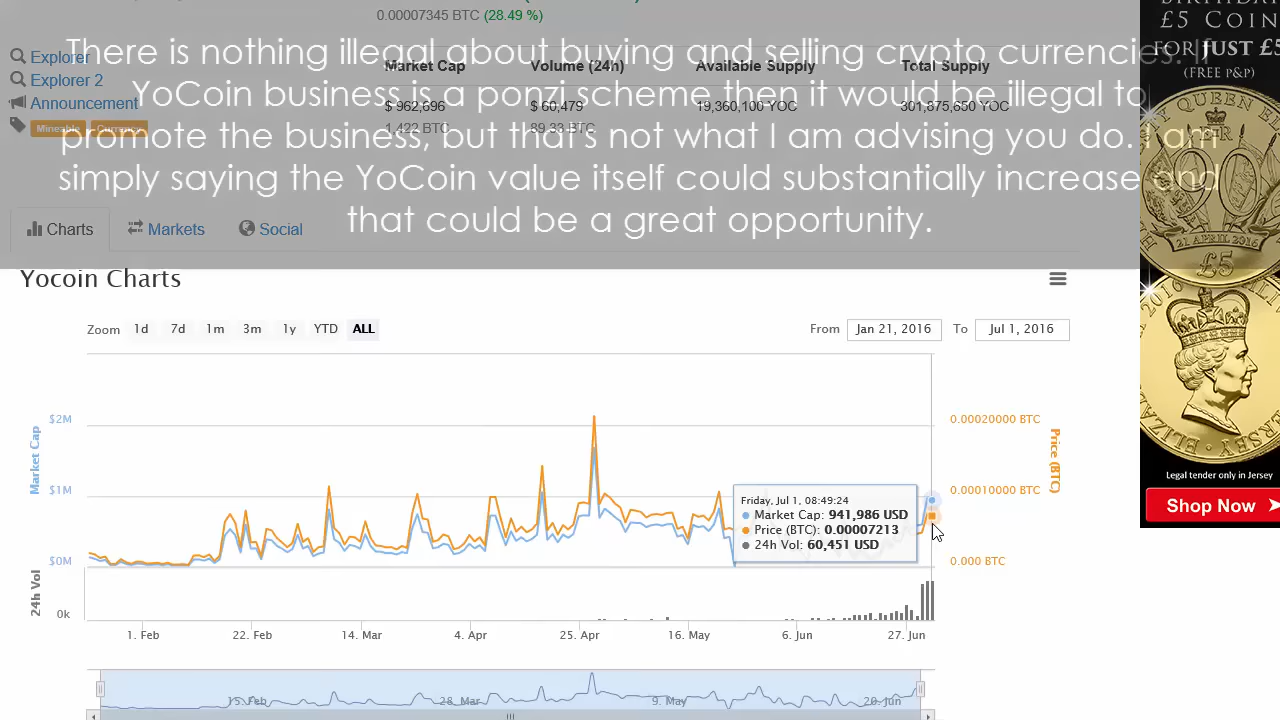 BIRTHDAY
£5 COIN
FOR JUST £5
(FREE P&P)
0.00007345 BTC (28.49 %)
There is nothing illegal about buying and selling crypto currencies. If
YoCoin business is a ponzi scheme then it would be illegal to
promote the business, but that's not what I am advising you do. I am
simply saying the YoCoin value itself could substantially increase and
that could be a great opportunity.
Explorer
Explorer 2
Announcement
Mineable Currency
Market Cap Volume (24h) Available Supply Total Supply
$ 962,696 $ 60,479 19,360,100 YOC 301,875,650 YOC
1,422 BTC 89.33 BTC
Charts Markets Social
Yocoin Charts
Zoom 1d 7d 1m 3m 1y YTD ALL
From Jan 21, 2016 To Jul 1, 2016
$2M
$1M
$0M
Market Cap
0.00020000 BTC
0.00010000 BTC
0.000 BTC
Price (BTC)
Friday, Jul 1, 08:49:24
Market Cap: 941,986 USD
Price (BTC): 0.00007213
24h Vol: 60,451 USD
24h Vol
0k
1. Feb 22. Feb 14. Mar 4. Apr 25. Apr 16. May 6. Jun 27. Jun
15. Feb 28. Mar 9. May 20. Jun
90
21 APRIL 2016
£5
Legal tender only in Jersey
Shop Now